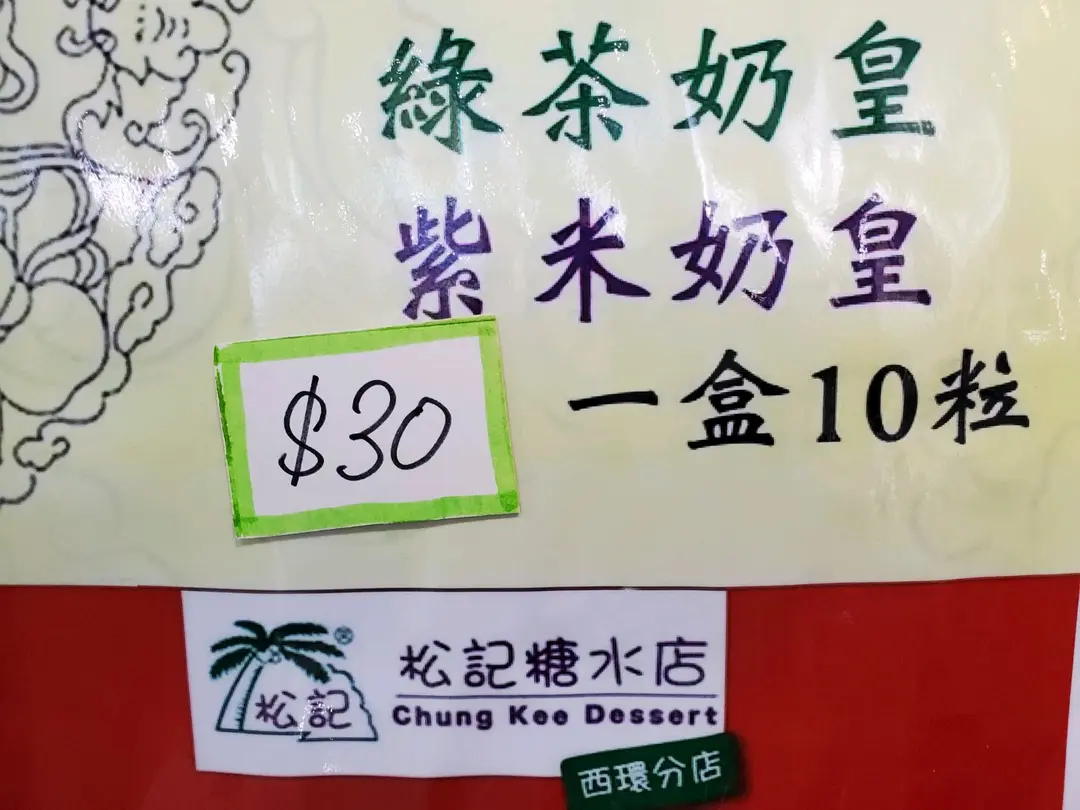 綠茶奶皇
紫米奶皇
一盒10粒
$30
松記
松記糖水店
Chung Kee Dessert
西環分店